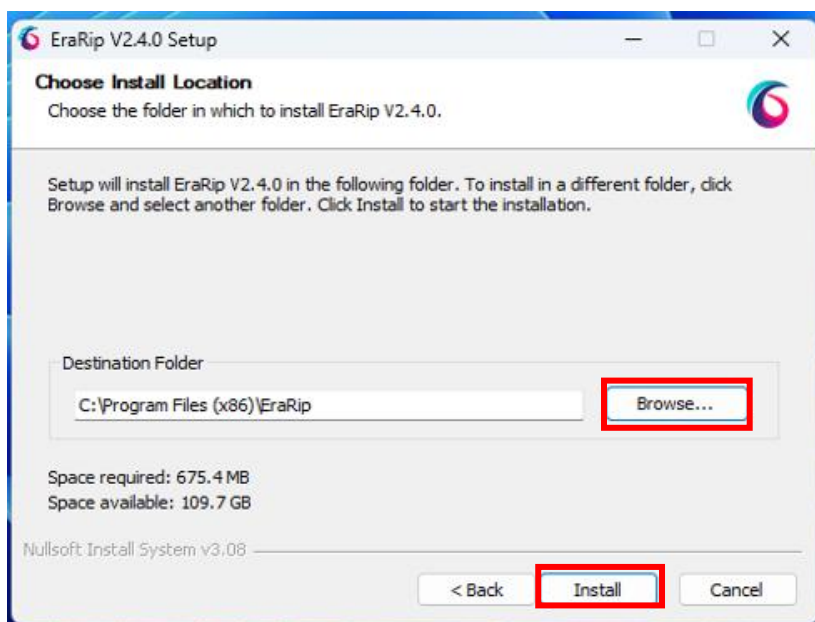 EraRip V2.4.0 Setup
Choose Install Location
Choose the folder in which to install EraRip V2.4.0.
Setup will install EraRip V2.4.0 in the following folder. To install in a different folder, click
Browse and select another folder. Click Install to start the installation.
Destination Folder
C:\Program Files (x86)\EraRip
Browse...
Space required: 675.4 MB
Space available: 109.7 GB
Nullsoft Install System v3.08
< Back
Install
Cancel